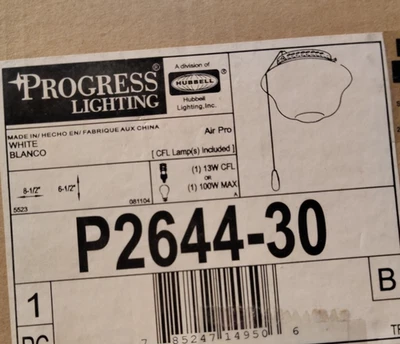 PROGRESS®
LIGHTING
A division of
HUBBELL®
Hubbell
Lighting, Inc.
MADE IN/ HECHO EN/ FABRIQUE AUX CHINA
WHITE
BLANCO
Air Pro
[ CFL Lamp(s) included ]
8-1/2"
6-1/2"
(1) 13W CFL
OR
(1) 100W MAX
5523
081104
A
P2644-30
1
B
7 85247 14950 6